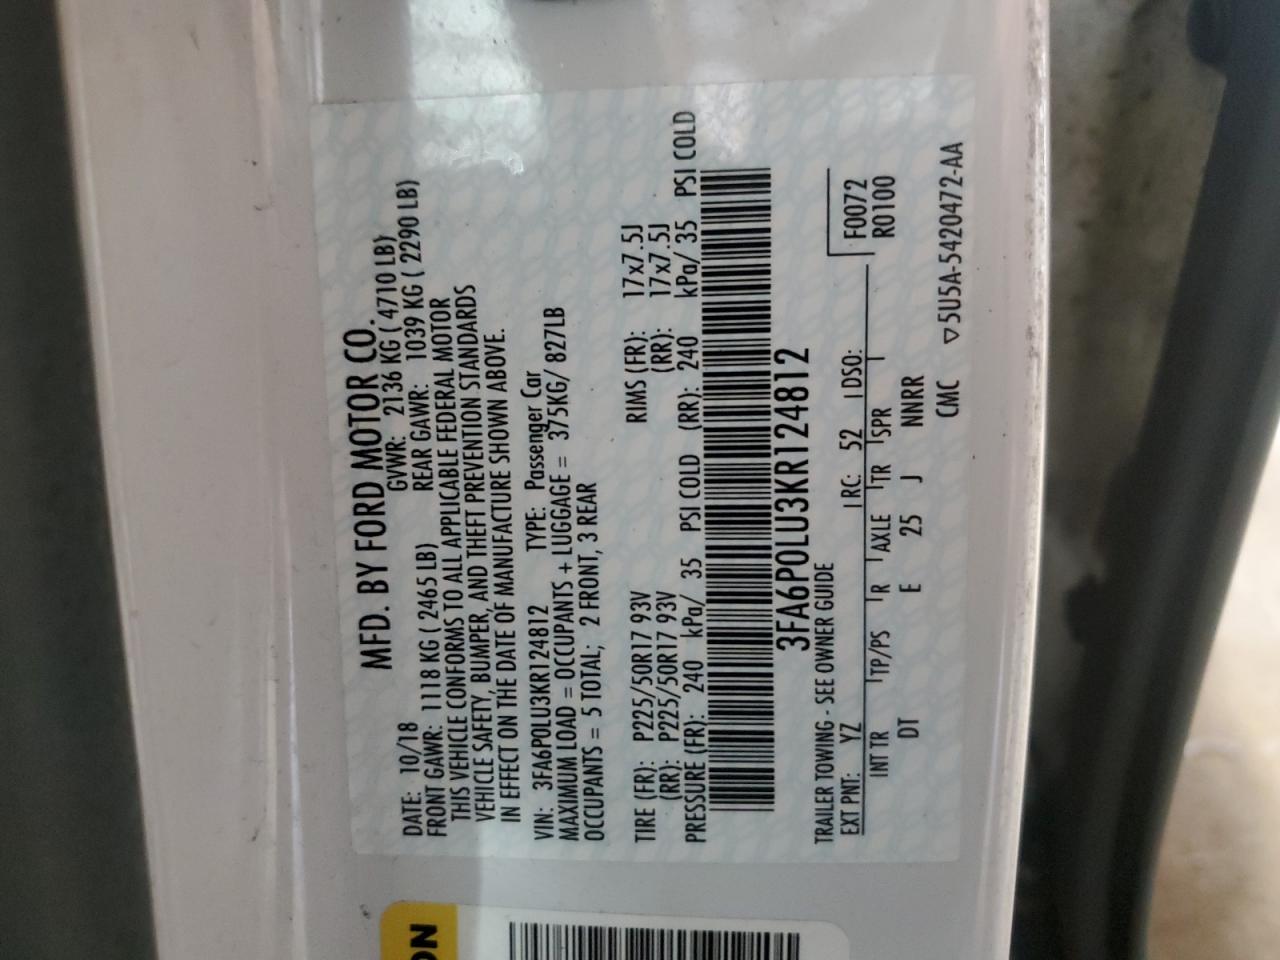 MFD. BY FORD MOTOR CO.
DATE: 10/18 GVWR: 2136 KG ( 4710 LB)
FRONT GAWR: 1118 KG ( 2465 LB) REAR GAWR: 1039 KG ( 2290 LB)
THIS VEHICLE CONFORMS TO ALL APPLICABLE FEDERAL MOTOR
VEHICLE SAFETY, BUMPER, AND THEFT PREVENTION STANDARDS
IN EFFECT ON THE DATE OF MANUFACTURE SHOWN ABOVE.
VIN: 3FA6P0LU3KR124812 TYPE: Passenger Car
MAXIMUM LOAD = OCCUPANTS + LUGGAGE = 375KG/ 827LB
OCCUPANTS = 5 TOTAL; 2 FRONT, 3 REAR
TIRE (FR): P225/50R17 93V RIMS (FR): 17x7.5J
(RR): P225/50R17 93V (RR): 17x7.5J
PRESSURE (FR): 240 kPa/ 35 PSI COLD (RR): 240 kPa/ 35 PSI COLD
3FA6P0LU3KR124812
TRAILER TOWING - SEE OWNER GUIDE
F0072
EXT PNT: YZ RC: 52 DSO: R0100
INT TR TP/PS R AXLE TR SPR
DT E 25 J NNRR
CMC ▽5U5A-5420472-AA
ON